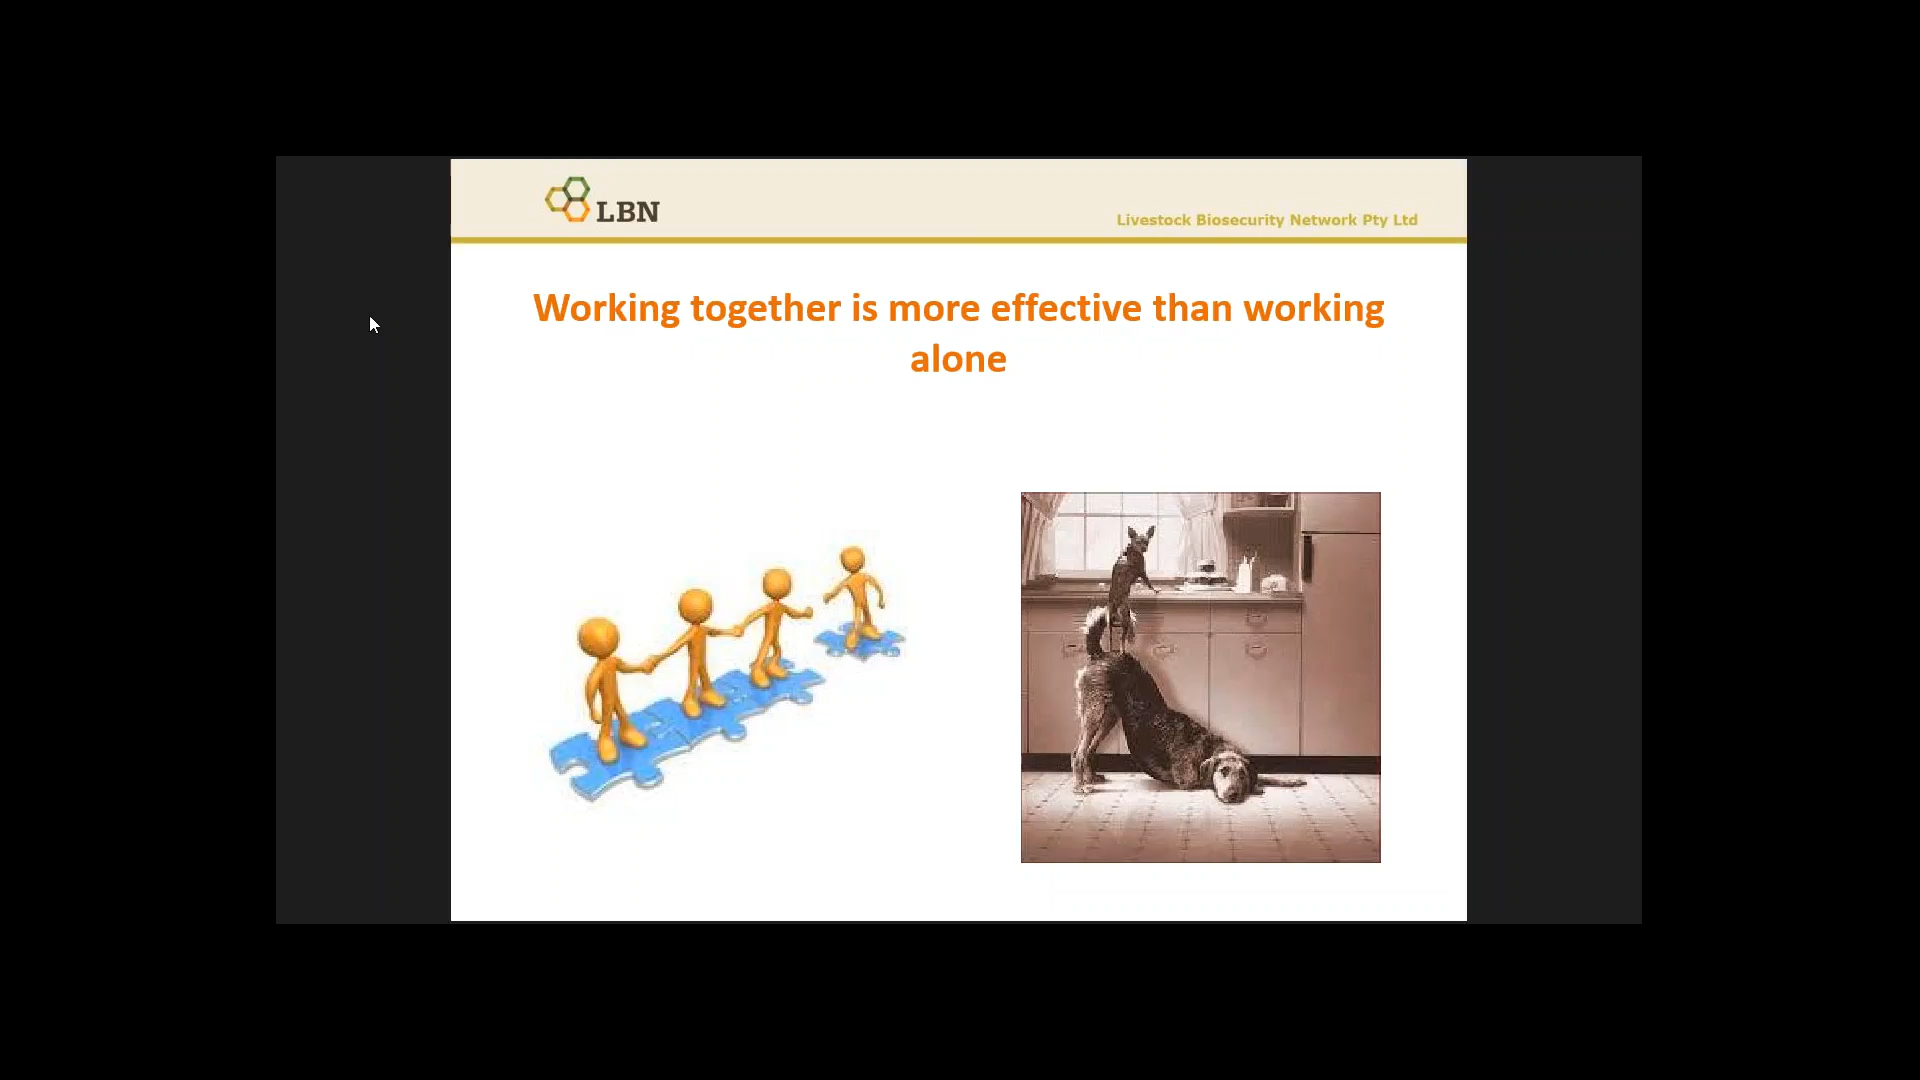 LBN
Livestock Biosecurity Network Pty Ltd
Working together is more effective than working
alone